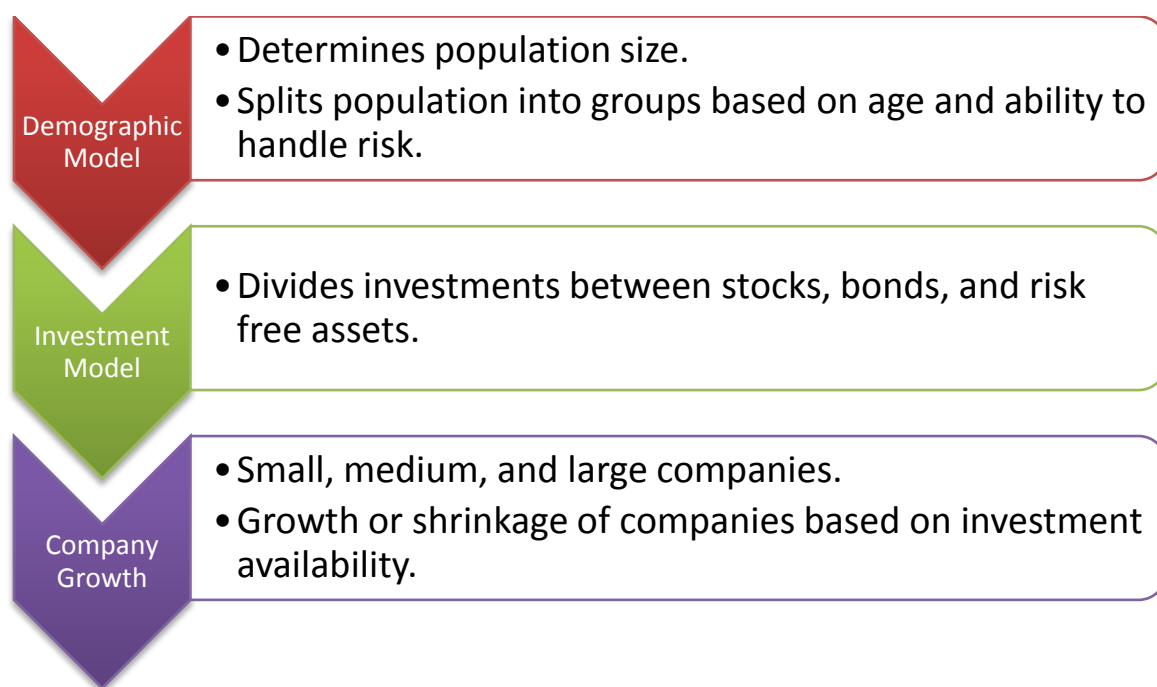 Demographic
Model
• Determines population size.
• Splits population into groups based on age and ability to
handle risk.
Investment
Model
• Divides investments between stocks, bonds, and risk
free assets.
Company
Growth
• Small, medium, and large companies.
• Growth or shrinkage of companies based on investment
availability.